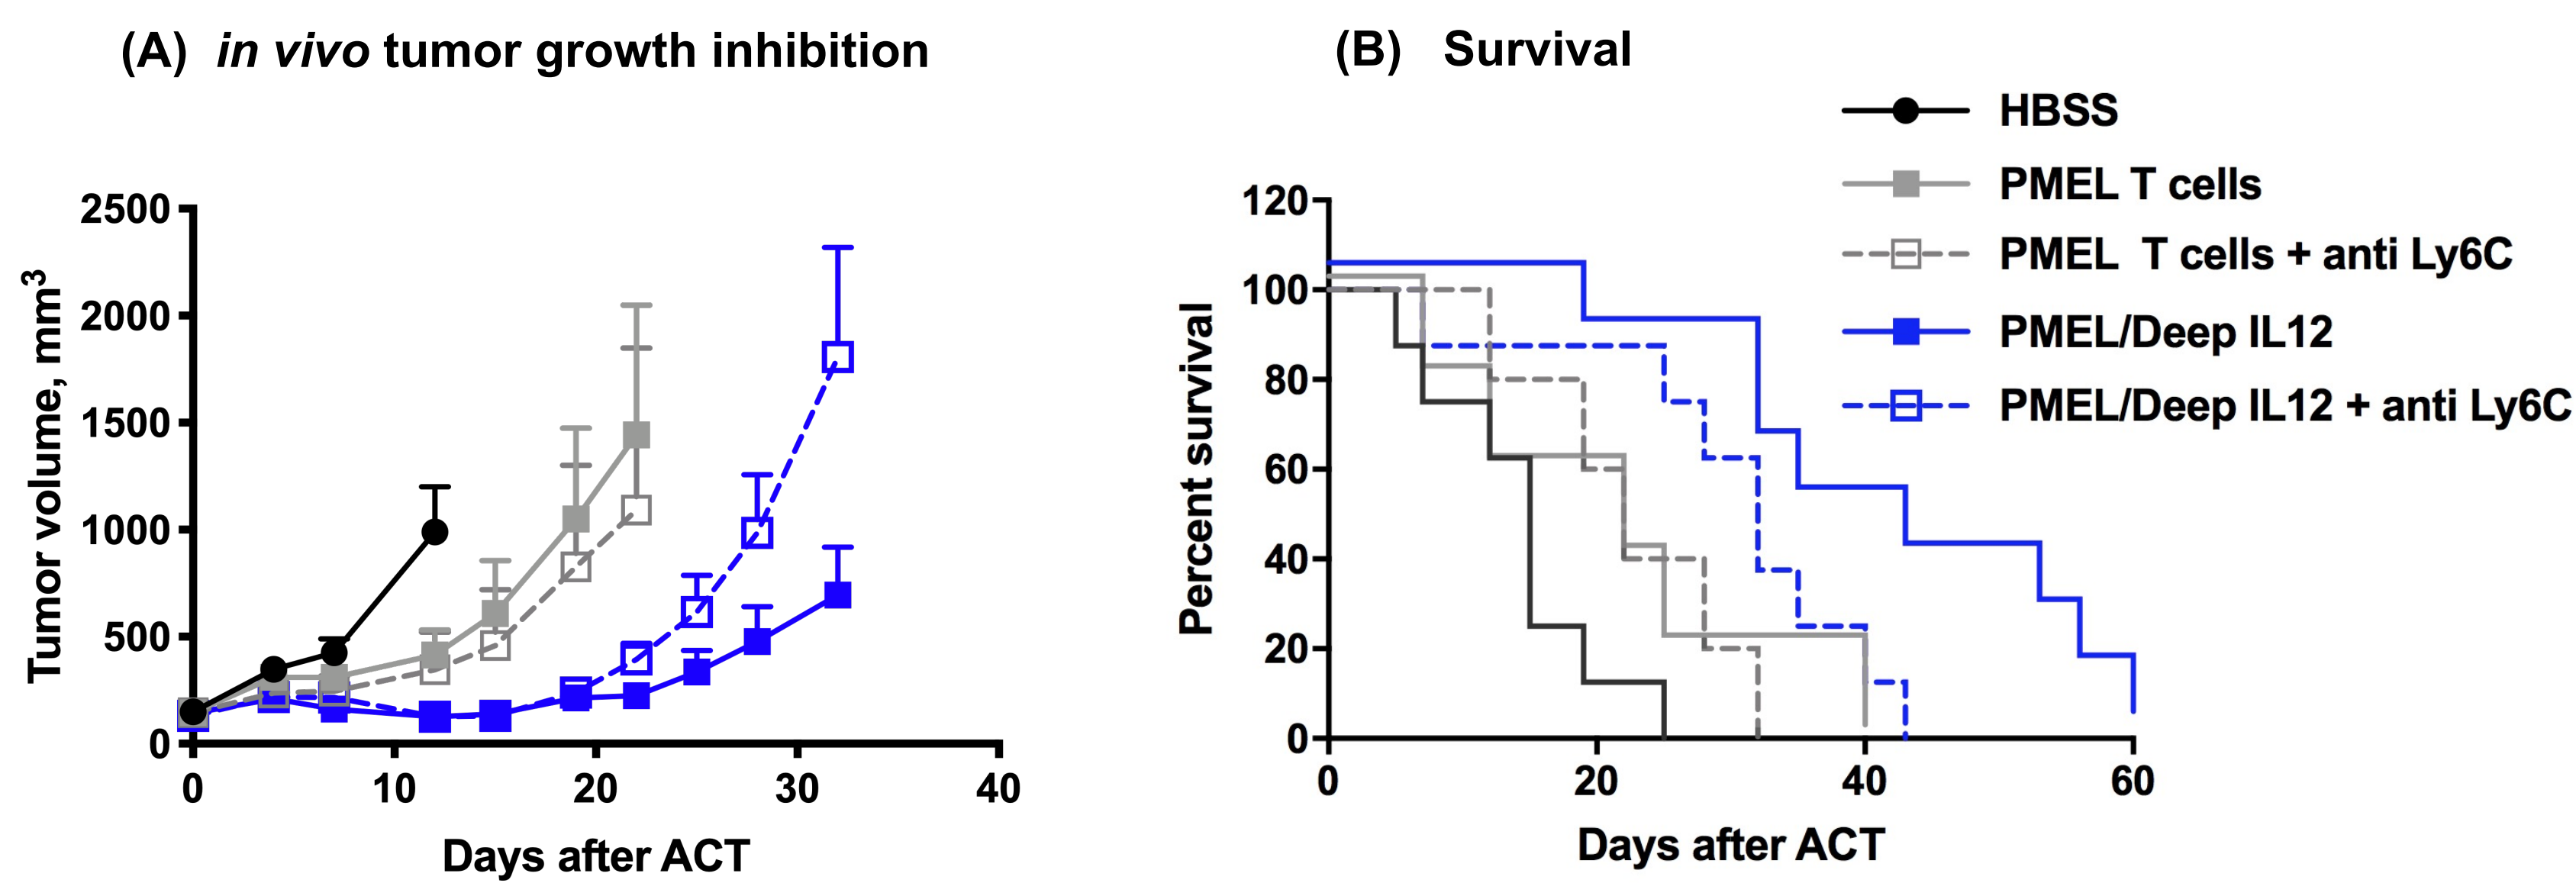 (A) in vivo tumor growth inhibition
2500
2000
1500
1000
500
0
0 10 20 30 40
Tumor volume, mm3
Days after ACT
(B) Survival
HBSS
PMEL T cells
PMEL T cells + anti Ly6C
PMEL/Deep IL12
PMEL/Deep IL12 + anti Ly6C
120
100
80
60
40
20
0
0 20 40 60
Percent survival
Days after ACT